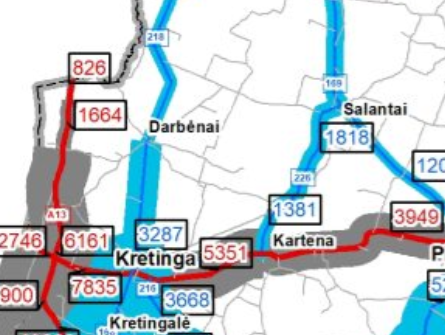 218
826
169
1664
Salantai
Darbėnai
1818
120
226
1381
A13
3949
2746
6161
3287
5351
Kartena
Kretinga
P
7835
216
900
3668
52
Kretingalė